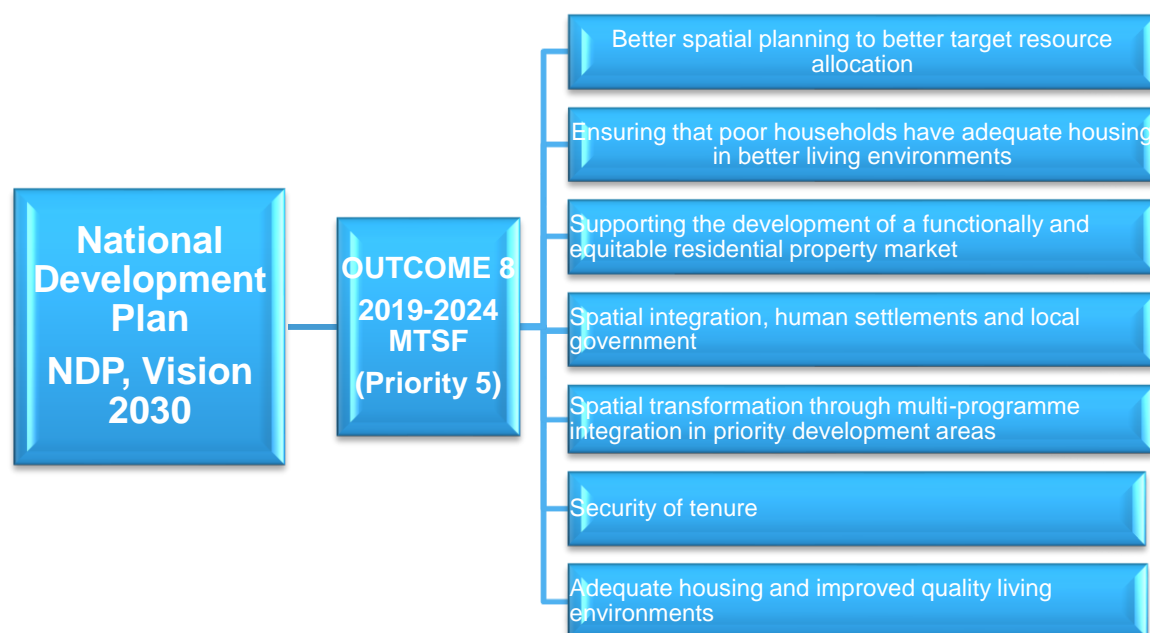 National
Development
Plan
NDP, Vision
2030
OUTCOME 8
2019-2024
MTSF
(Priority 5)
Better spatial planning to better target resource
allocation
Ensuring that poor households have adequate housing
in better living environments
Supporting the development of a functionally and
equitable residential property market
Spatial integration, human settlements and local
government
Spatial transformation through multi-programme
integration in priority development areas
Security of tenure
Adequate housing and improved quality living
environments